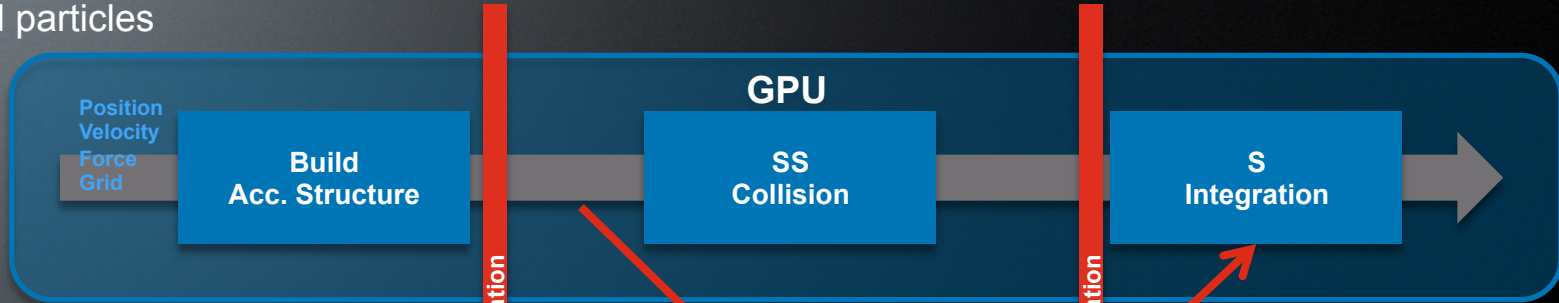 particles
GPU
Position
Velocity
Force
Grid
Build
Acc. Structure
SS
Collision
S
Integration